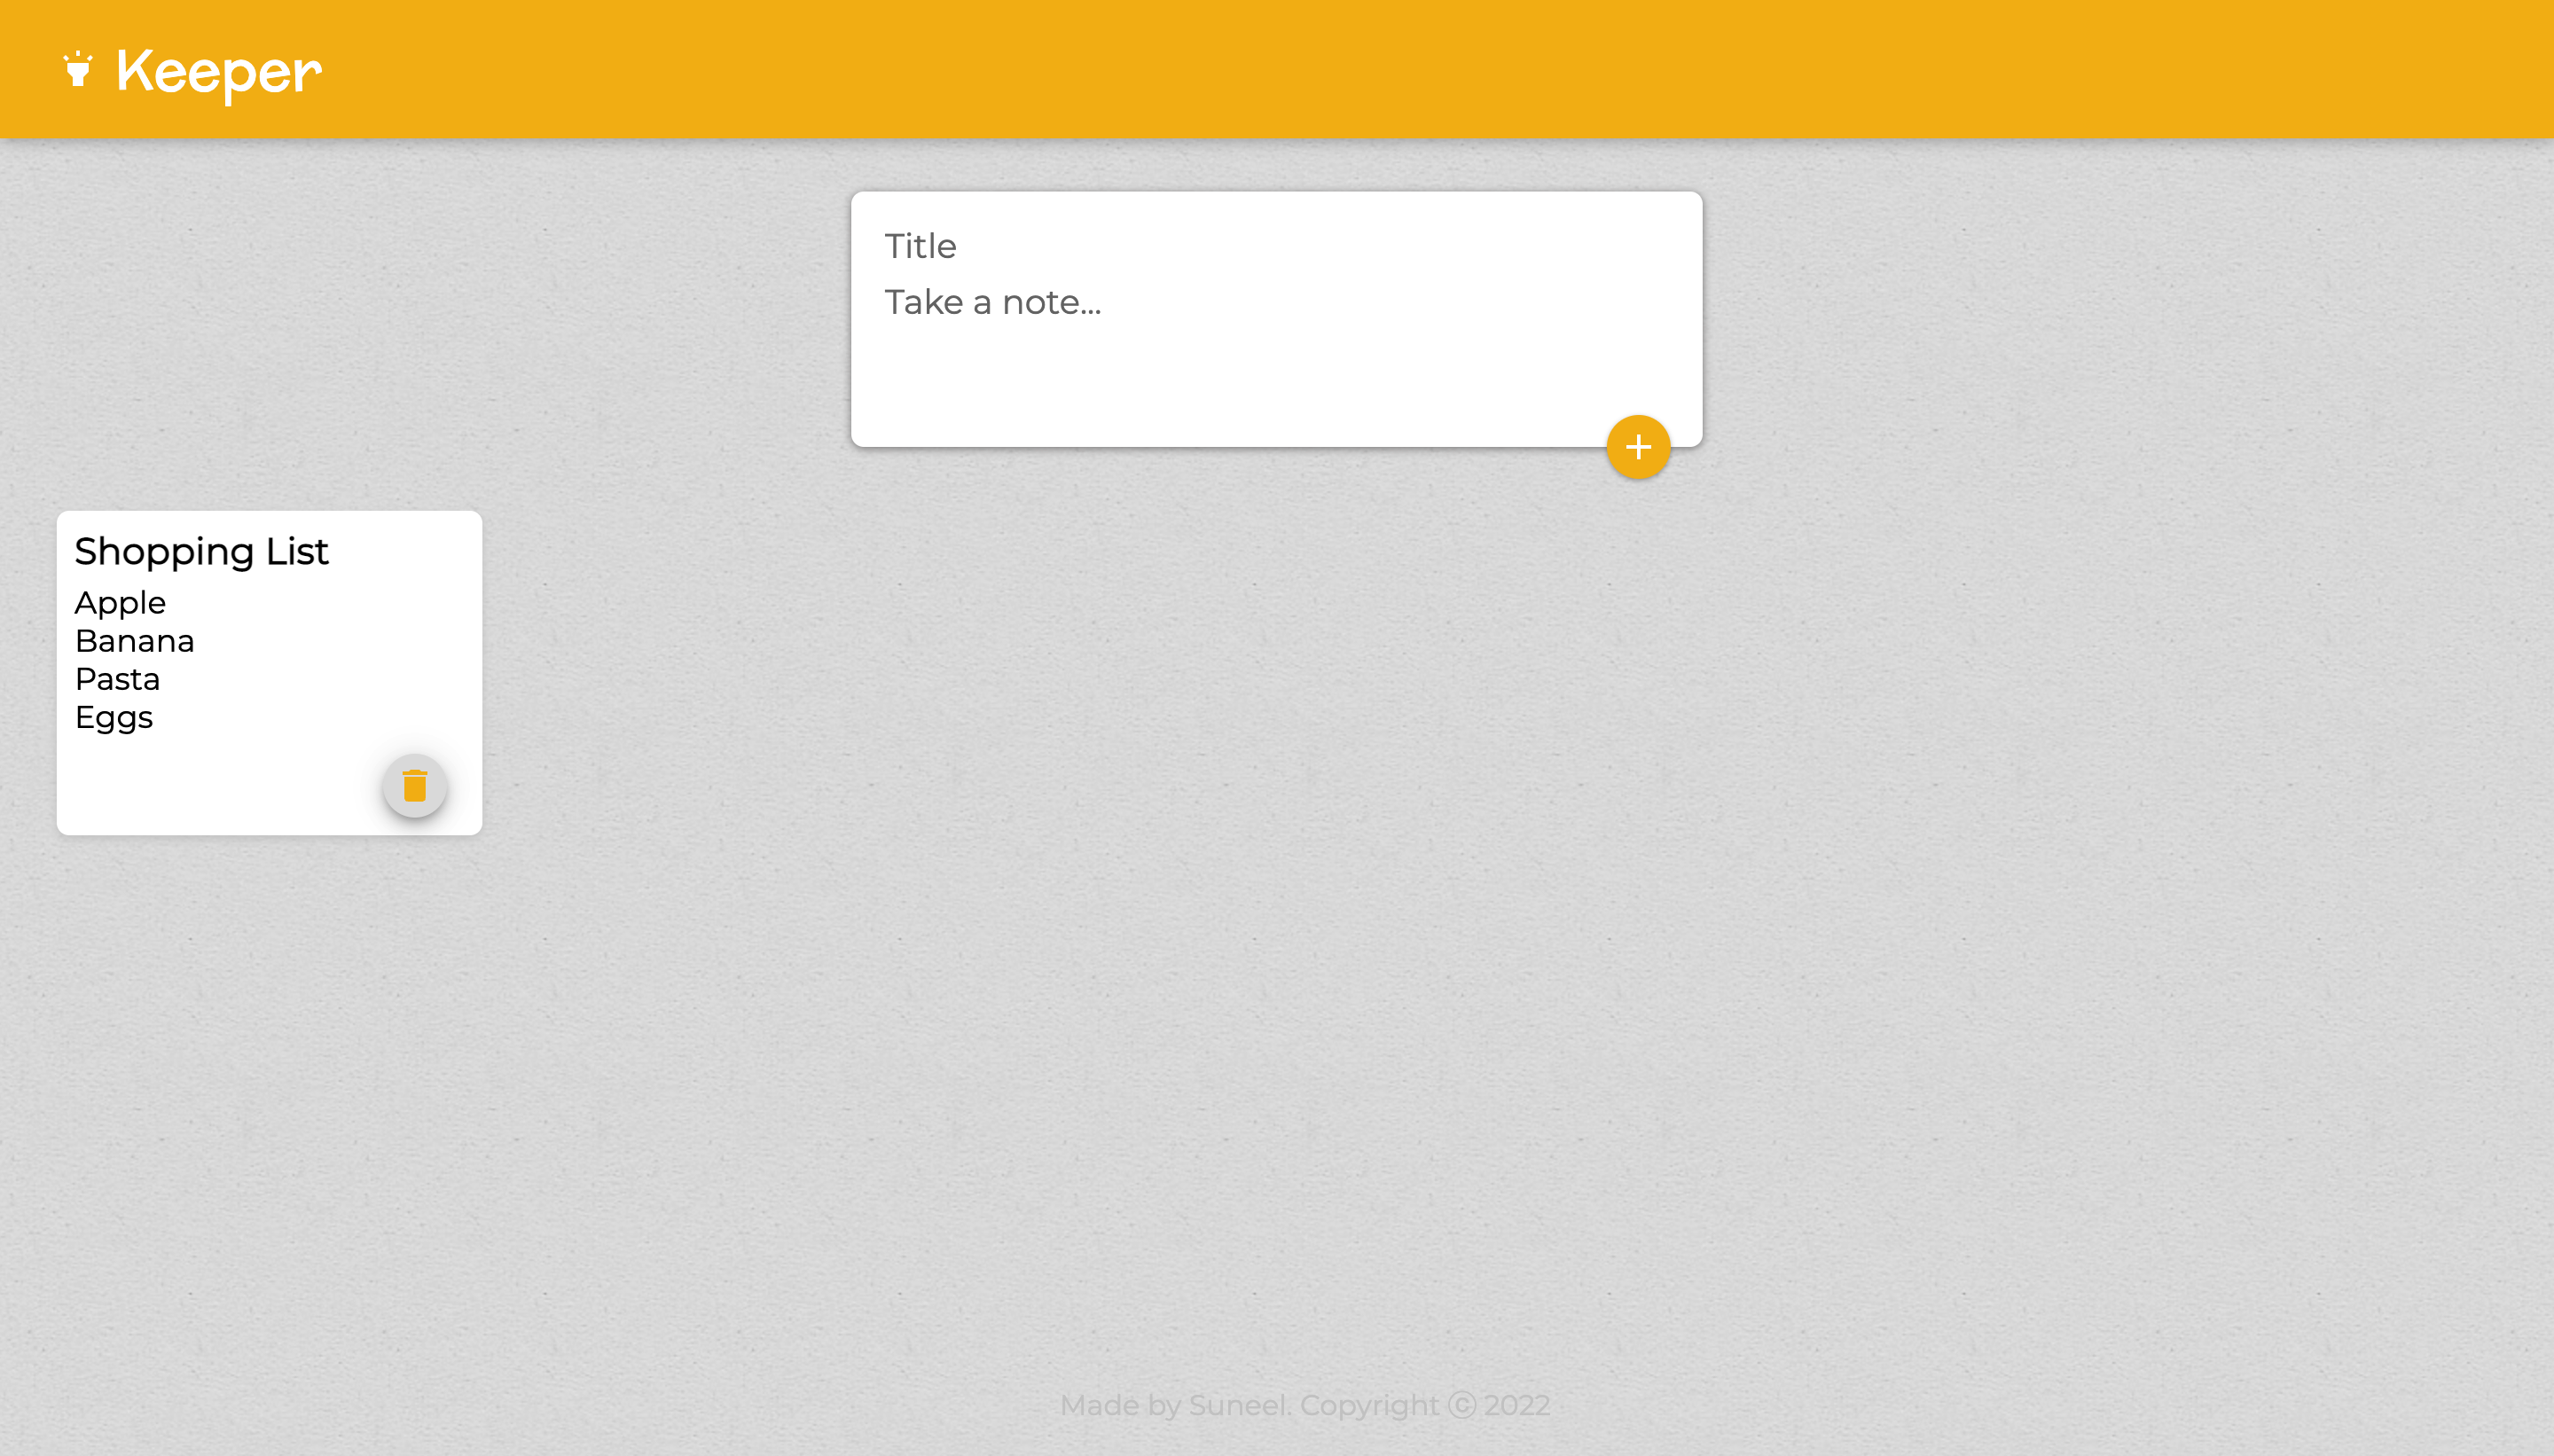 Keeper
Title
Take a note...
Shopping List
Apple
Banana
Pasta
Eggs
Made by Suneel. Copyright ⓒ 2022